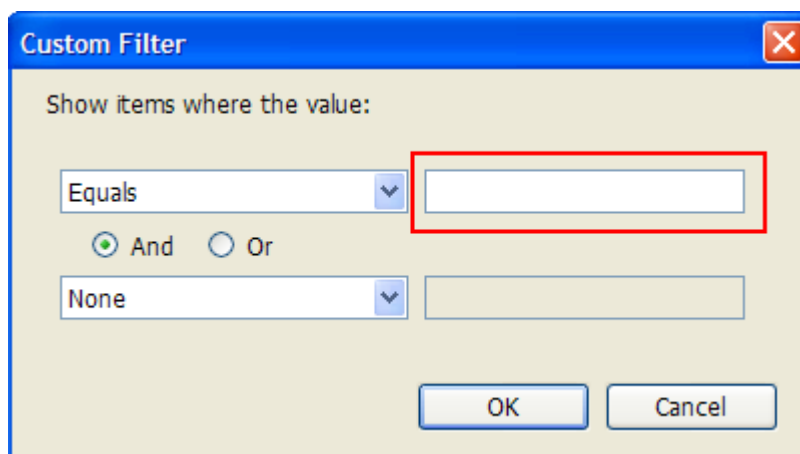 Custom Filter
Show items where the value:
Equals
And Or
None
OK Cancel